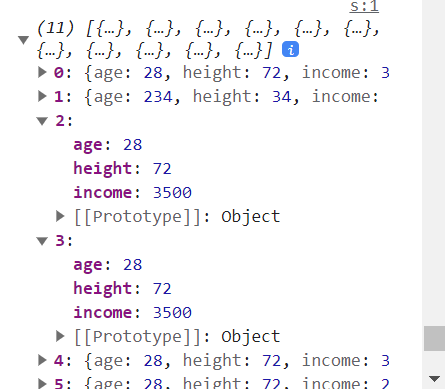 s:1
(11) [{…}, {…}, {…}, {…}, {…}, {…},
{…}, {…}, {…}, {…}, {…}] i
0: {age: 28, height: 72, income: 3
1: {age: 234, height: 34, income:
2:
age: 28
height: 72
income: 3500
[[Prototype]]: Object
3:
age: 28
height: 72
income: 3500
[[Prototype]]: Object
4: {age: 28, height: 72, income: 3
5: {age: 28, height: 72, income: 2